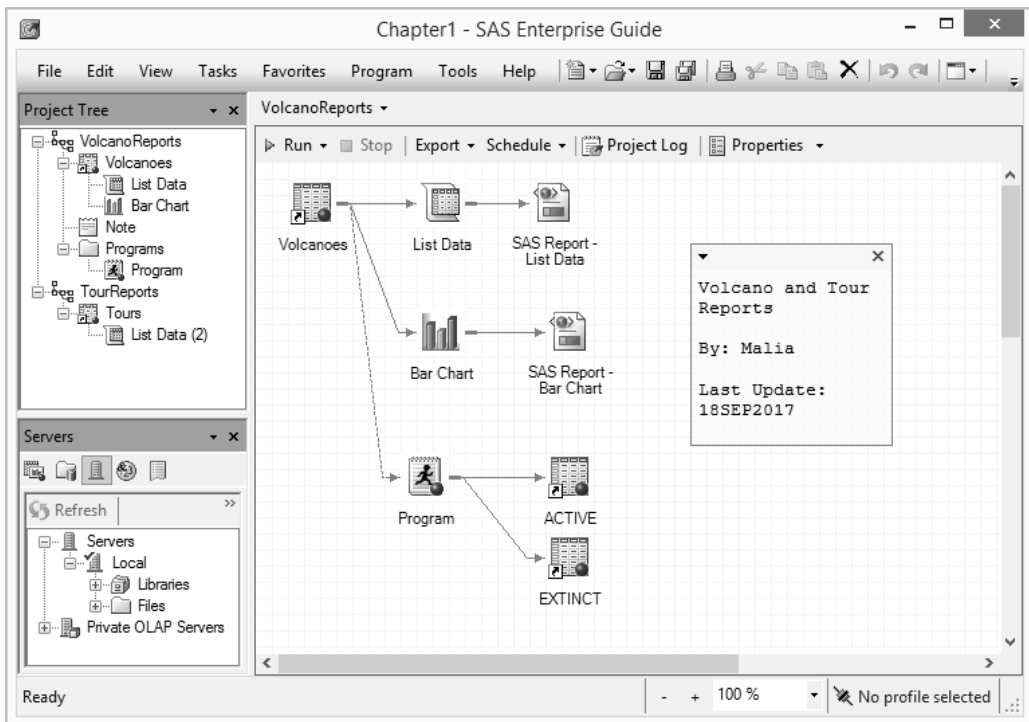 Chapter1 - SAS Enterprise Guide
File Edit View Tasks Favorites Program Tools Help
Project Tree
VolcanoReports
Volcanoes
List Data
Bar Chart
Note
Programs
Program
TourReports
Tours
List Data (2)
Servers
Refresh
Servers
Local
Libraries
Files
Private OLAP Servers
VolcanoReports
Run Stop Export Schedule Project Log Properties
Volcanoes
List Data
SAS Report -
List Data
Bar Chart
SAS Report -
Bar Chart
Program
ACTIVE
EXTINCT
Volcano and Tour
Reports
By: Malia
Last Update:
18SEP2017
Ready
- + 100 %
No profile selected